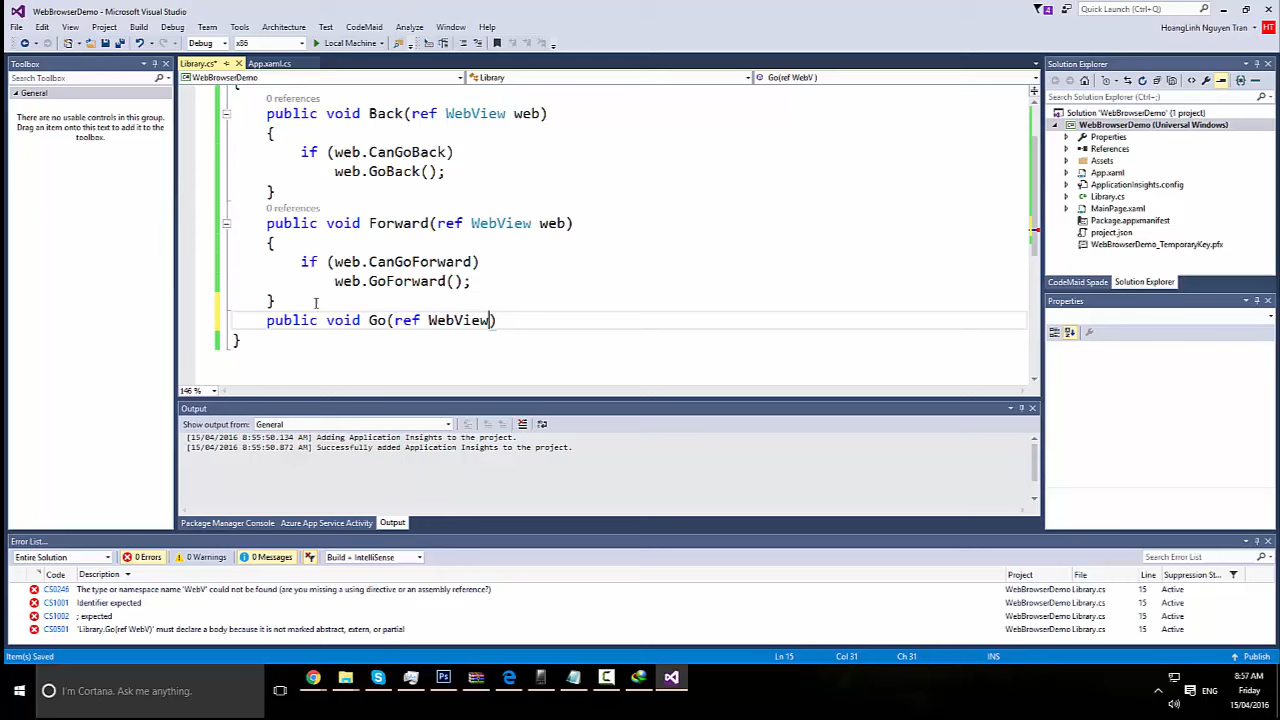 WebBrowserDemo - Microsoft Visual Studio
4
Quick Launch (Ctrl+Q)
File Edit View Project Build Debug Team Tools Architecture Test CodeMaid Analyze Window Help
HoangLinh Nguyen Tran HT
Debug x86 Local Machine
Toolbox
Search Toolbox
General
There are no usable controls in this group.
Drag an item onto this text to add it to the
toolbox.
Library.cs* App.xaml.cs
WebBrowserDemo Library Go(ref WebV )
{
0 references
public void Back(ref WebView web)
{
if (web.CanGoBack)
web.GoBack();
}
0 references
public void Forward(ref WebView web)
{
if (web.CanGoForward)
web.GoForward();
}
public void Go(ref WebView)
}
146 %
Output
Show output from: General
[15/04/2016 8:55:50.134 AM] Adding Application Insights to the project.
[15/04/2016 8:55:50.872 AM] Successfully added Application Insights to the project.
Package Manager Console Azure App Service Activity Output
Solution Explorer
Search Solution Explorer (Ctrl+;)
Solution 'WebBrowserDemo' (1 project)
WebBrowserDemo (Universal Windows)
Properties
References
Assets
App.xaml
ApplicationInsights.config
Library.cs
MainPage.xaml
Package.appxmanifest
project.json
WebBrowserDemo_TemporaryKey.pfx
CodeMaid Spade Solution Explorer
Properties
Error List...
Entire Solution 0 Errors 0 Warnings 0 Messages Build + IntelliSense Search Error List
Code Description Project File Line Suppression St...
CS0246 The type or namespace name 'WebV' could not be found (are you missing a using directive or an assembly reference?) WebBrowserDemo Library.cs 15 Active
CS1001 Identifier expected WebBrowserDemo Library.cs 15 Active
CS1002 ; expected WebBrowserDemo Library.cs 15 Active
CS0501 'Library.Go(ref WebV)' must declare a body because it is not marked abstract, extern, or partial WebBrowserDemo Library.cs 15 Active
Item(s) Saved Ln 15 Col 31 Ch 31 INS Publish
I'm Cortana. Ask me anything.
ENG
8:57 AM
Friday
15/04/2016